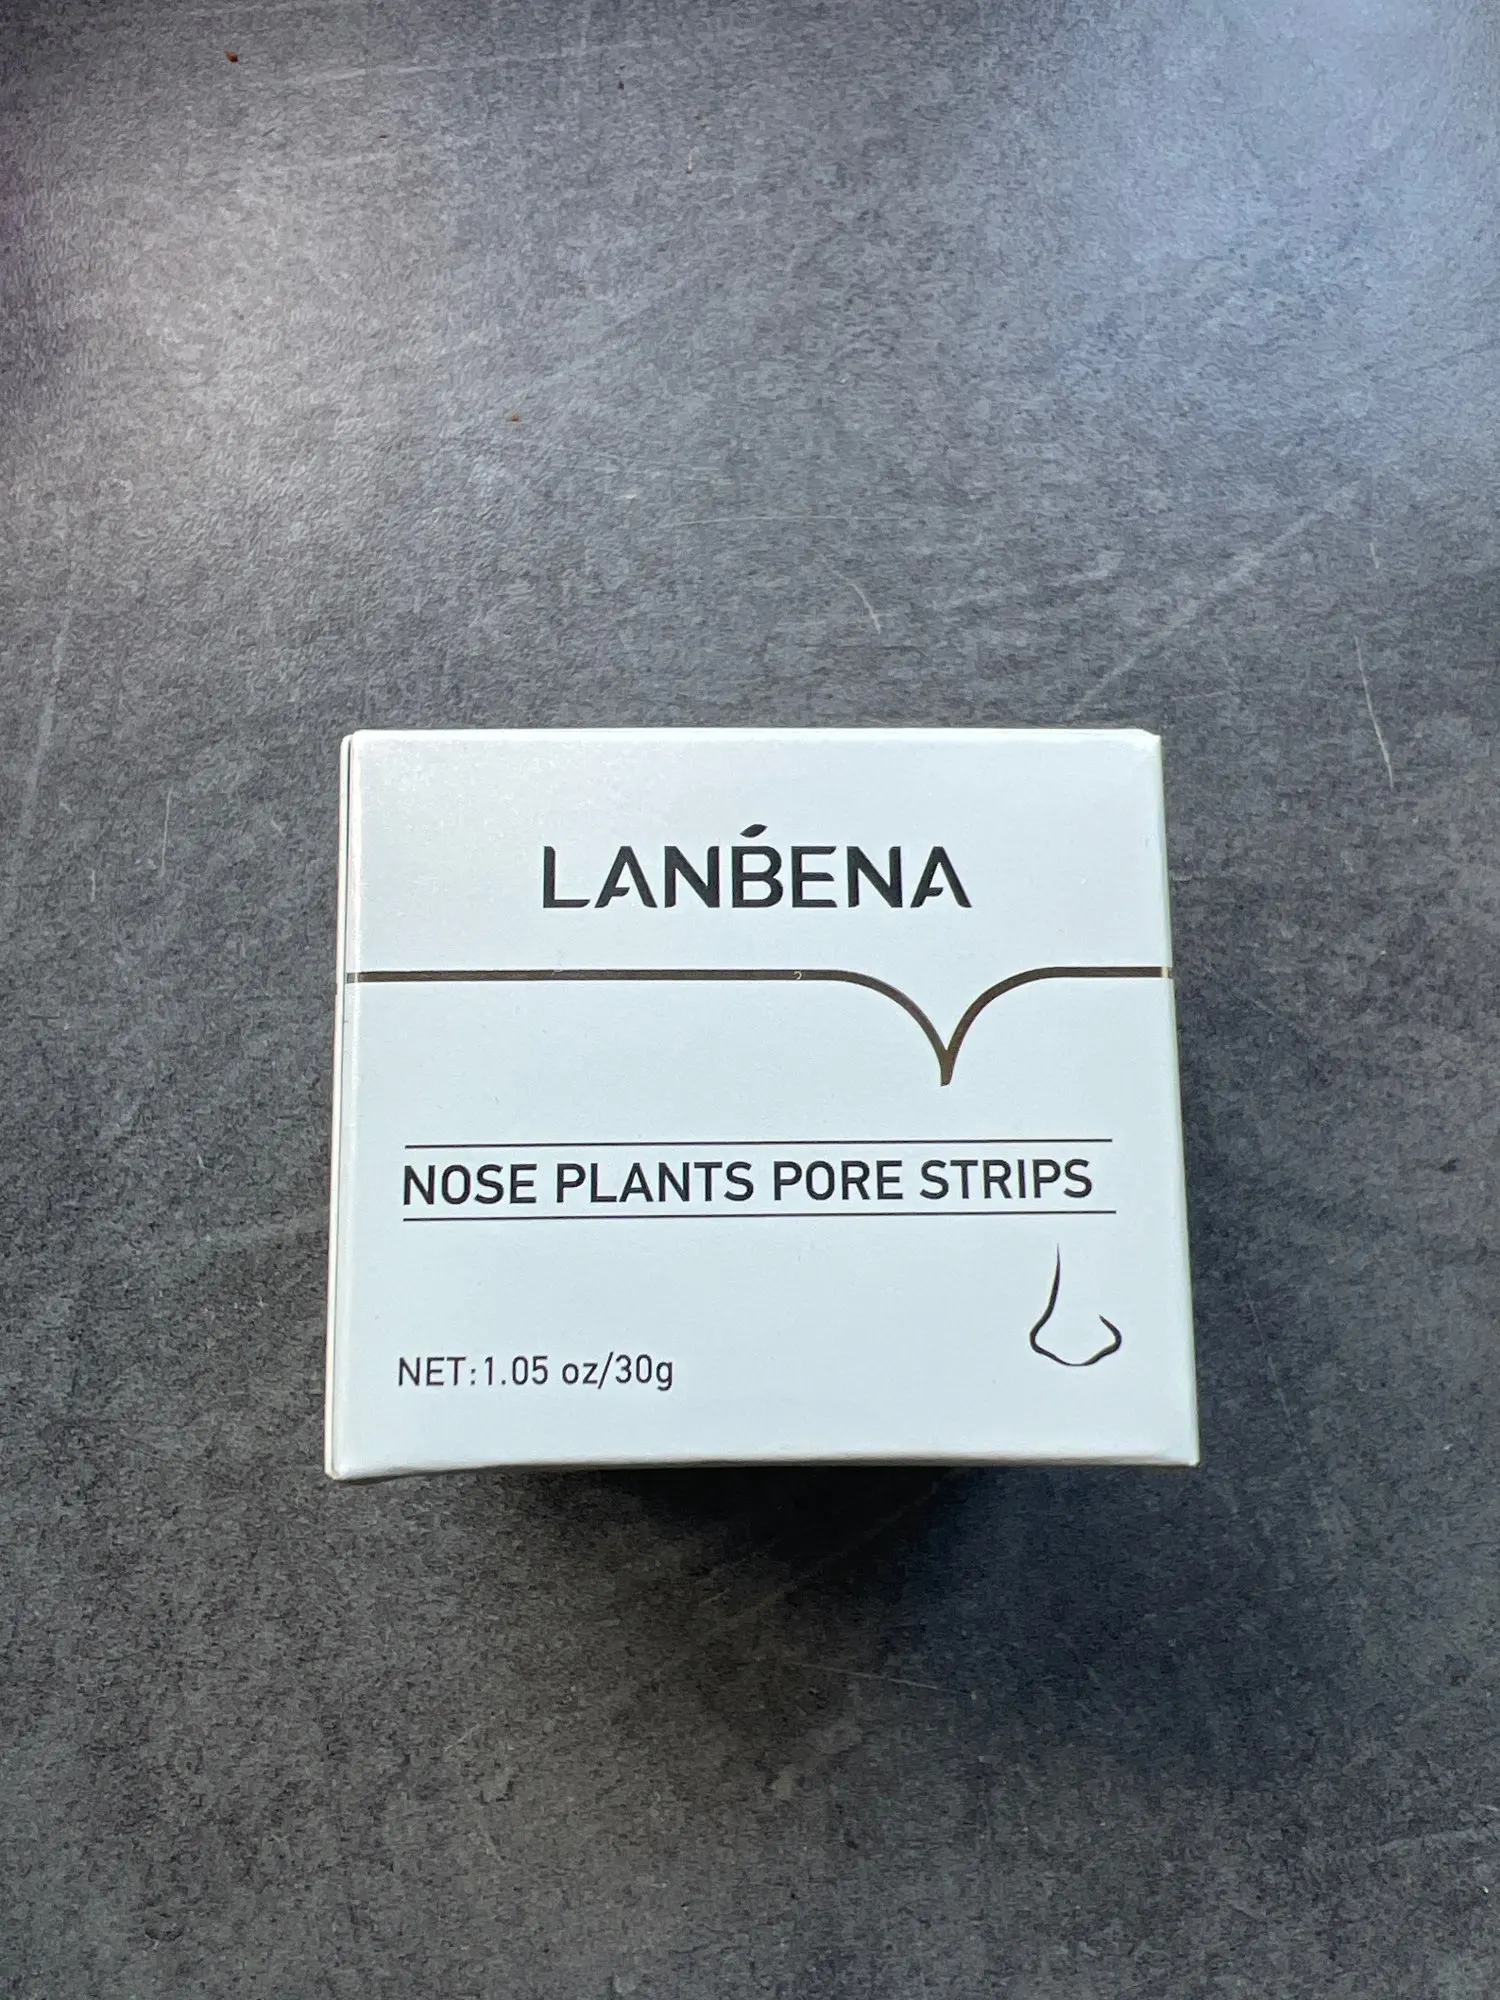 LANBENA
NOSE PLANTS PORE STRIPS
NET:1.05 oz/30g